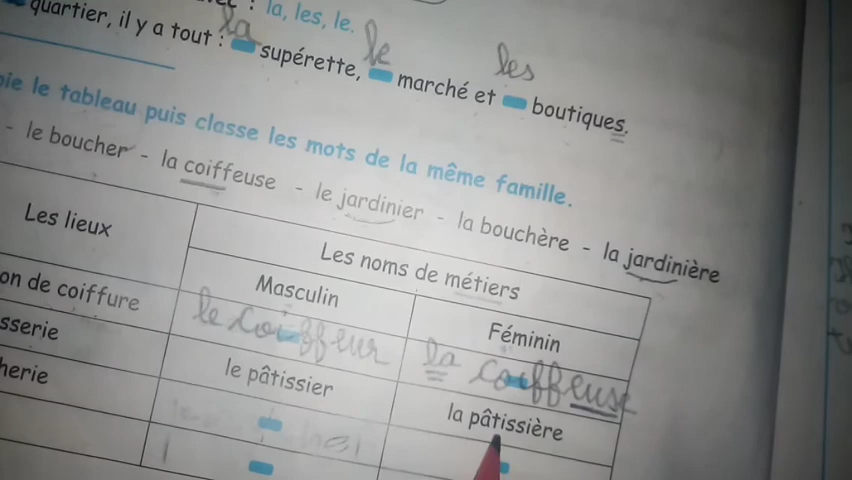 : la, les, le.
quartier, il y a tout : la supérette, le marché et les boutiques.
le tableau puis classe les mots de la même famille.
- le boucher - la coiffeuse - le jardinier - la bouchère - la jardinière
Les lieux
Les noms de métiers
Masculin
Féminin
on de coiffure
le coiffeur
la coiffeuse
sserie
le pâtissier
la pâtissière
herie